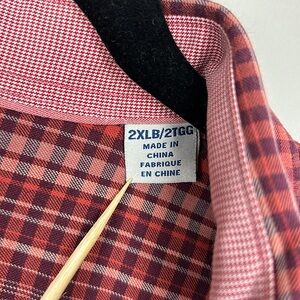 2XLB/2TGG
MADE IN
CHINA
FABRIQUE
EN CHINE